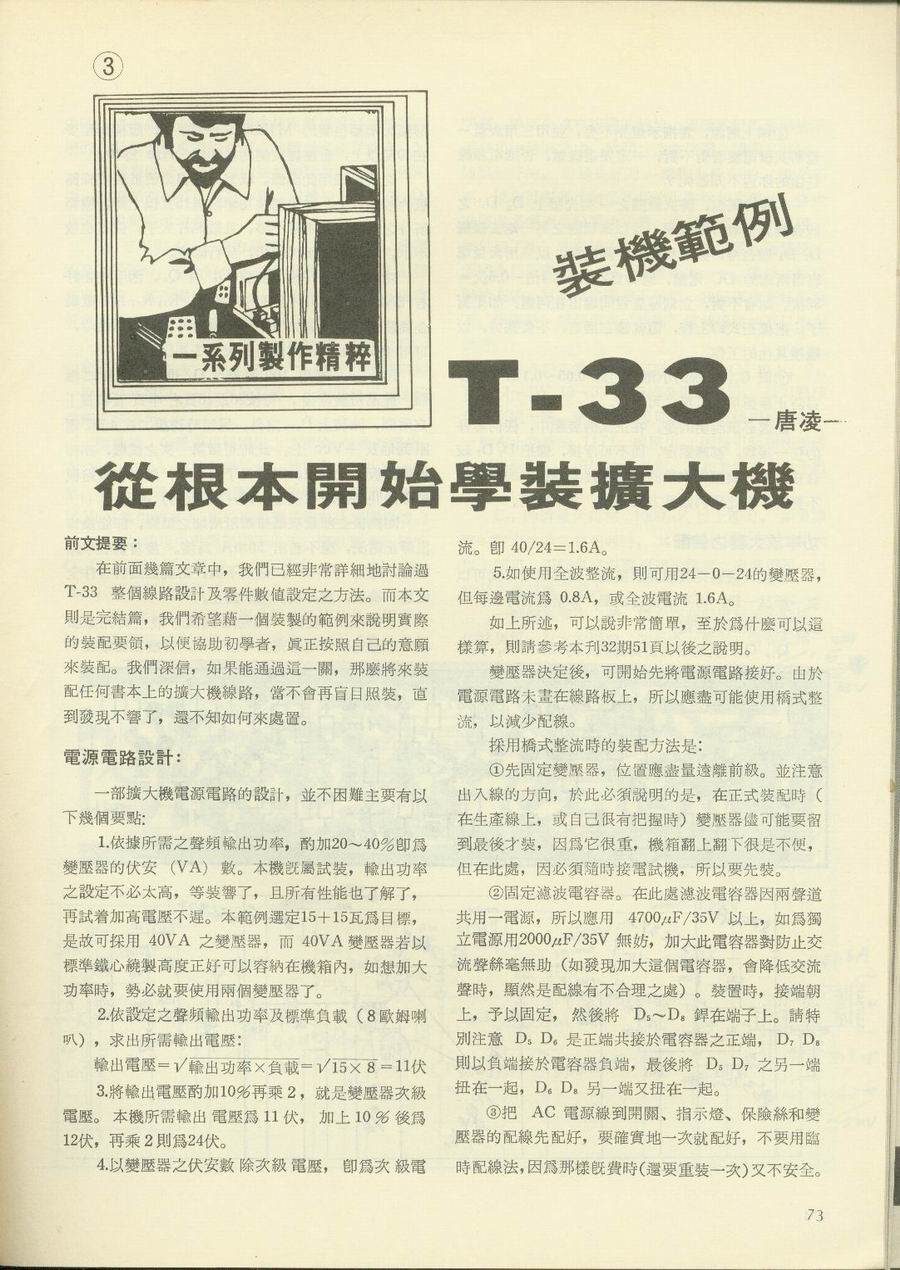 ③
一系列製作精粹
裝機範例
T-33
—唐凌—
從根本開始學裝擴大機
前文提要：
在前面幾篇文章中，我們已經非常詳細地討論過
T-33 整個線路設計及零件數値設定之方法。而本文
則是完結篇，我們希望藉一個裝製的範例來說明實際
的裝配要領，以便協助初學者，眞正按照自己的意願
來裝配。我們深信，如果能通過這一關，那麼將來裝
配任何書本上的擴大機線路，當不會再盲目照裝，直
到發現不響了，還不知如何來處置。
電源電路設計：
一部擴大機電源電路的設計，並不困難主要有以
下幾個要點：
1.依據所需之聲頻輸出功率，酌加20～40％卽爲
變壓器的伏安（VA）數。本機旣屬試裝，輸出功率
之設定不必太高，等裝響了，且所有性能也了解了，
再試着加高電壓不遲。本範例選定15＋15瓦爲目標，
是故可採用 40VA 之變壓器，而 40VA 變壓器若以
標準鐵心繞製高度正好可以容納在機箱內，如想加大
功率時，勢必就要使用兩個變壓器了。
2.依設定之聲頻輸出功率及標準負載（8歐姆喇
叭），求出所需輸出電壓：
輸出電壓＝√輸出功率×負載＝√15×8＝11伏
3.將輸出電壓酌加10％再乘2，就是變壓器次級
電壓。本機所需輸出電壓爲11伏，加上10％後爲
12伏，再乘2則爲24伏。
4.以變壓器之伏安數除次級電壓，卽爲次級電
流。卽 40/24＝1.6A。
5.如使用全波整流，則可用24－0－24的變壓器，
但每邊電流爲 0.8A，或全波電流 1.6A。
如上所述，可以說非常簡單，至於爲什麼可以這
樣算，則請參考本刋32期51頁以後之說明。
變壓器決定後，可開始先將電源電路接好。由於
電源電路未畫在線路板上，所以應盡可能使用橋式整
流，以減少配線。
採用橋式整流時的裝配方法是：
①先固定變壓器，位置應盡量遠離前級。並注意
出入線的方向，於此必須說明的是，在正式裝配時（
在生產線上，或自己很有把握時）變壓器儘可能要留
到最後才裝，因爲它很重，機箱翻上翻下很是不便，
但在此處，因必須隨時接電試機，所以要先裝。
②固定濾波電容器。在此處濾波電容器因兩聲道
共用一電源，所以應用 4700μF/35V 以上，如爲獨
立電源用2000μF/35V 無妨，加大此電容器對防止交
流聲絲毫無助（如發現加大這個電容器，會降低交流
聲時，顯然是配線有不合理之處）。裝置時，接端朝
上，予以固定，然後將 D₅～D₈ 銲在端子上。請特
別注意 D₅ D₆ 是正端共接於電容器之正端，D₇ D₈
則以負端接於電容器負端，最後將 D₅ D₇ 之另一端
扭在一起，D₆ D₈ 另一端又扭在一起。
③把 AC 電源線到開關、指示燈、保險絲和變
壓器的配線先配好，要確實地一次就配好，不要用臨
時配線法，因爲那樣旣費時（還要重裝一次）又不安全。
73